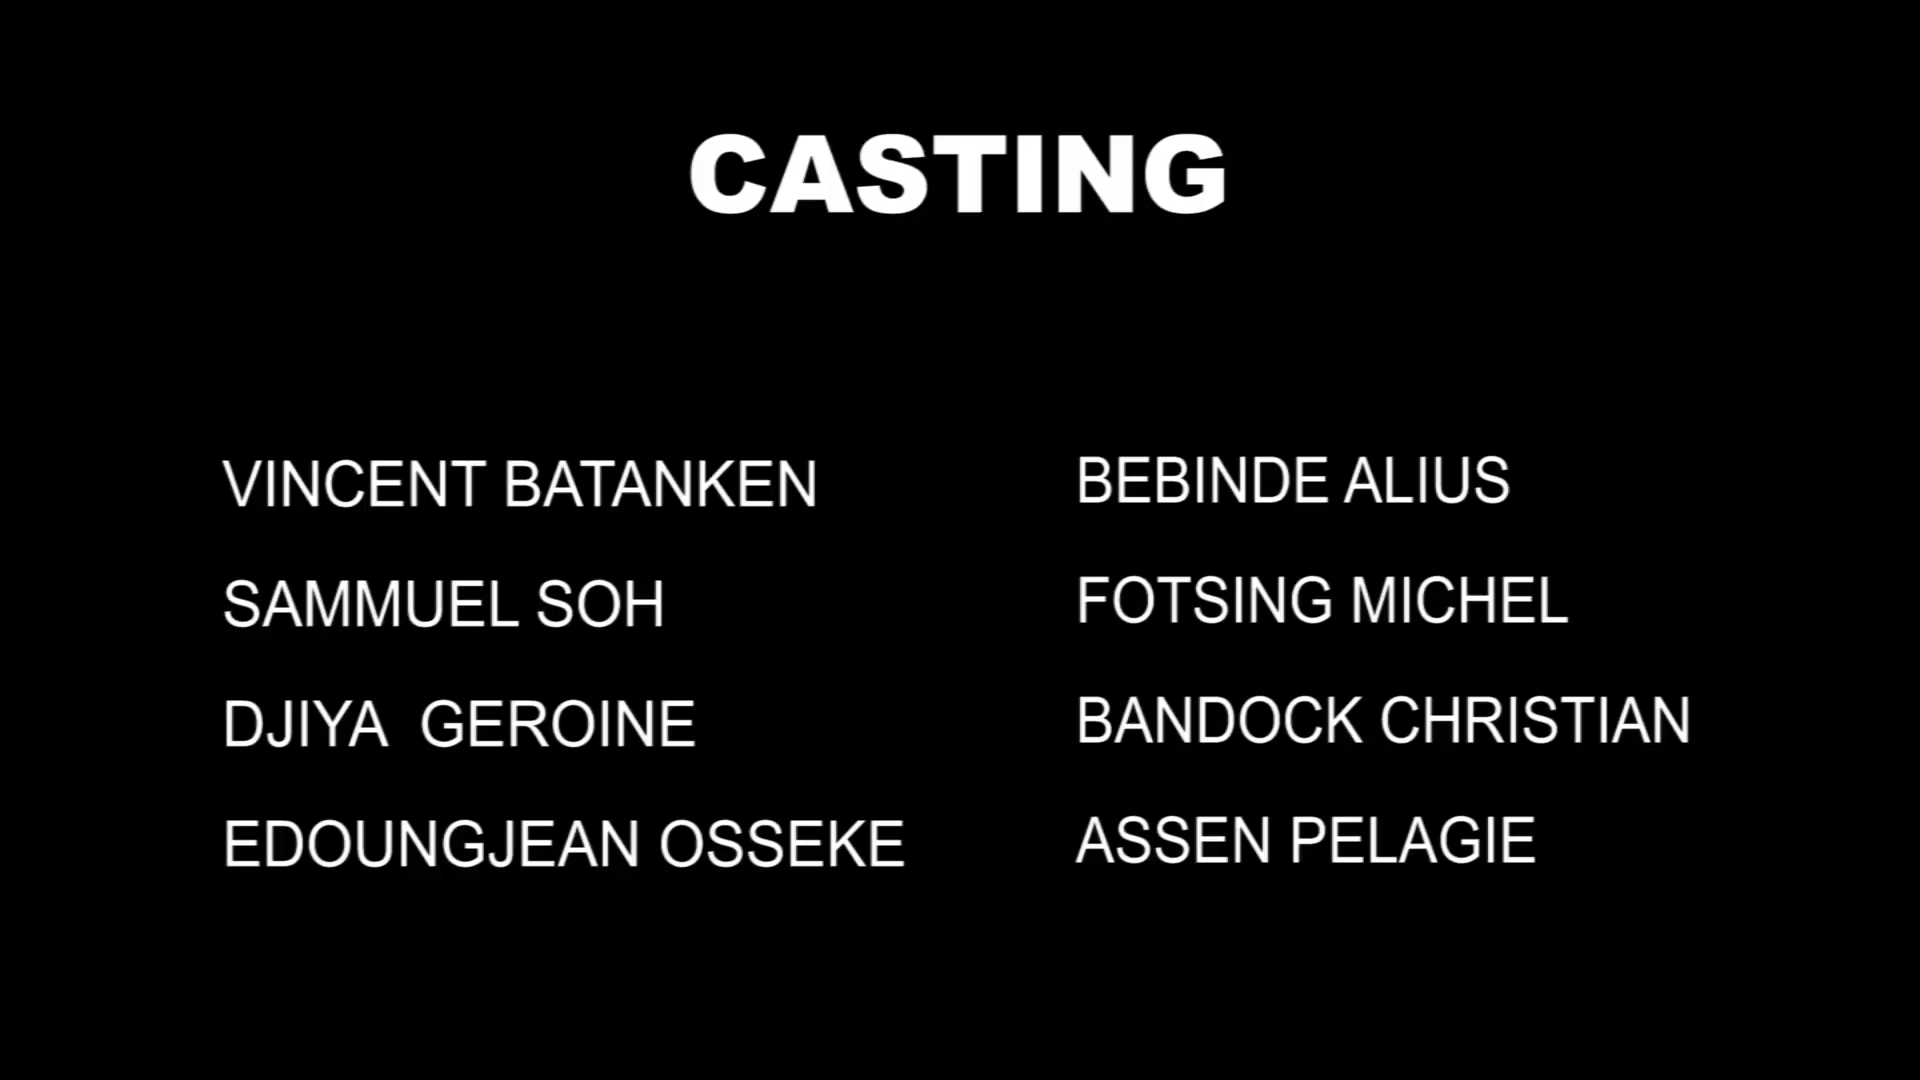 CASTING
VINCENT BATANKEN
SAMMUEL SOH
DJIYA  GEROINE
EDOUNGJEAN OSSEKE
BEBINDE ALIUS
FOTSING MICHEL
BANDOCK CHRISTIAN
ASSEN PELAGIE